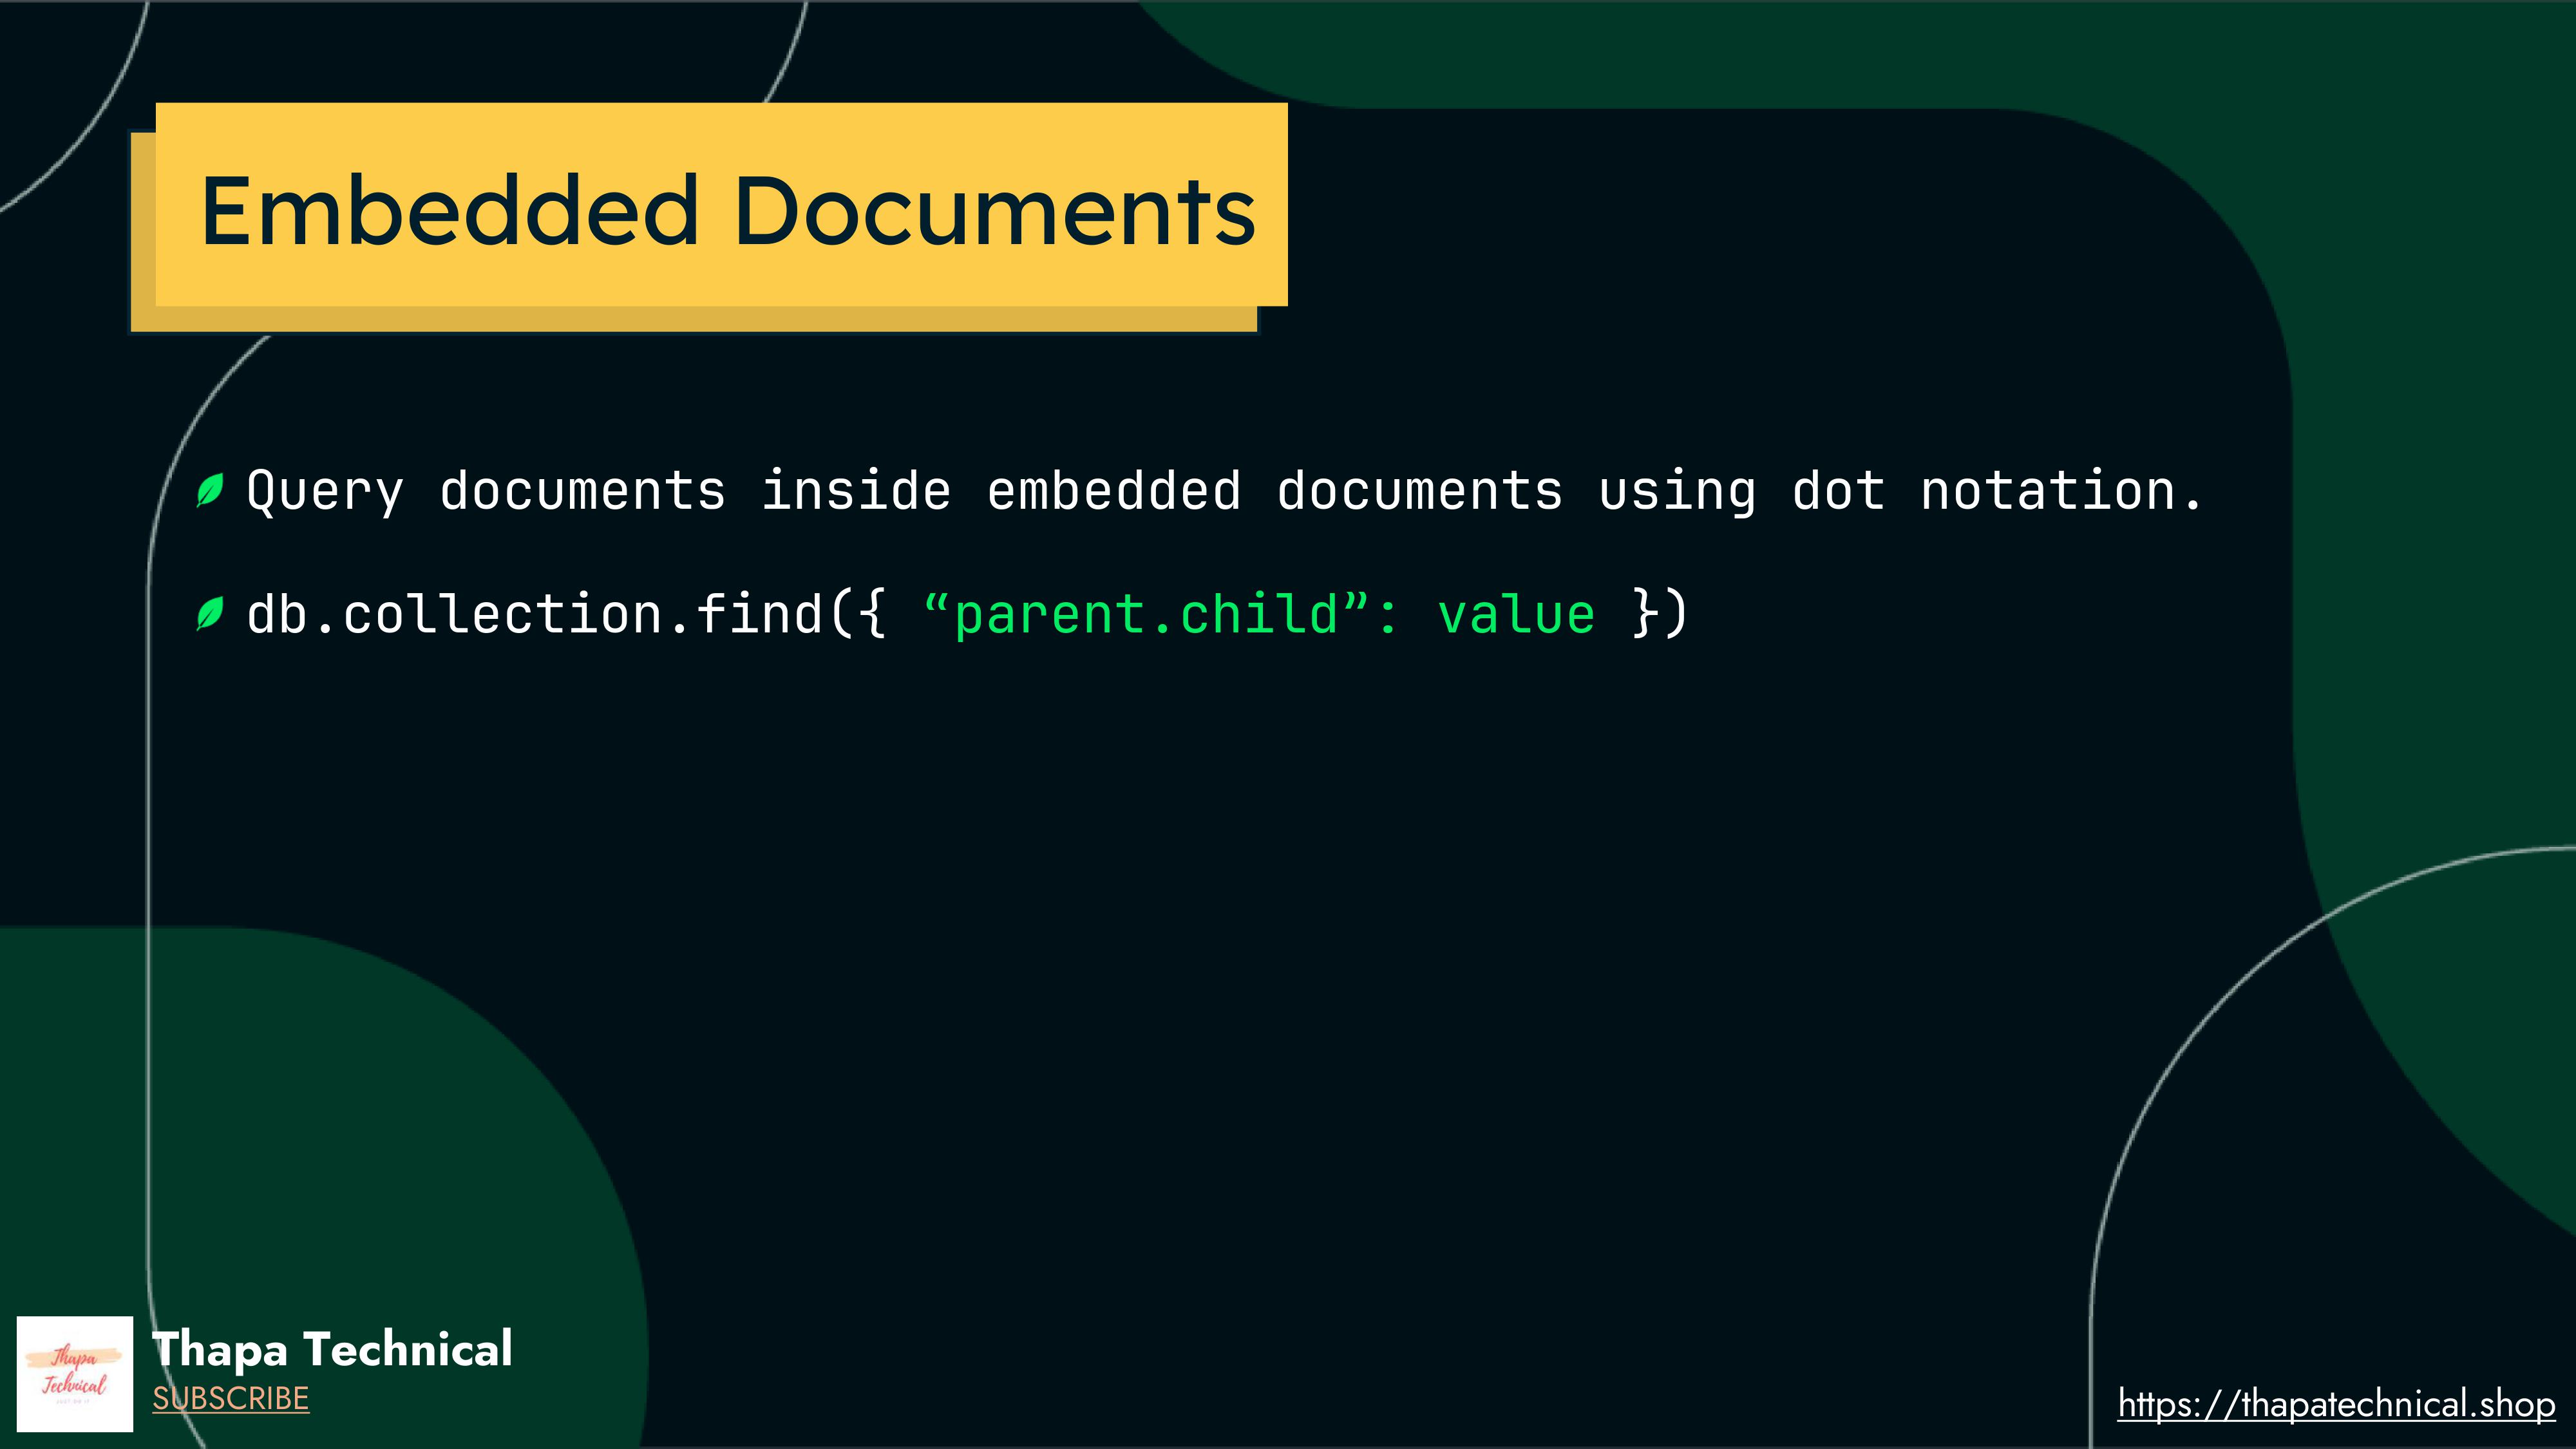 Embedded Documents
Query documents inside embedded documents using dot notation.
db.collection.find({ “parent.child”: value })
Thapa
Technical
Thapa Technical
SUBSCRIBE
https://thapatechnical.shop